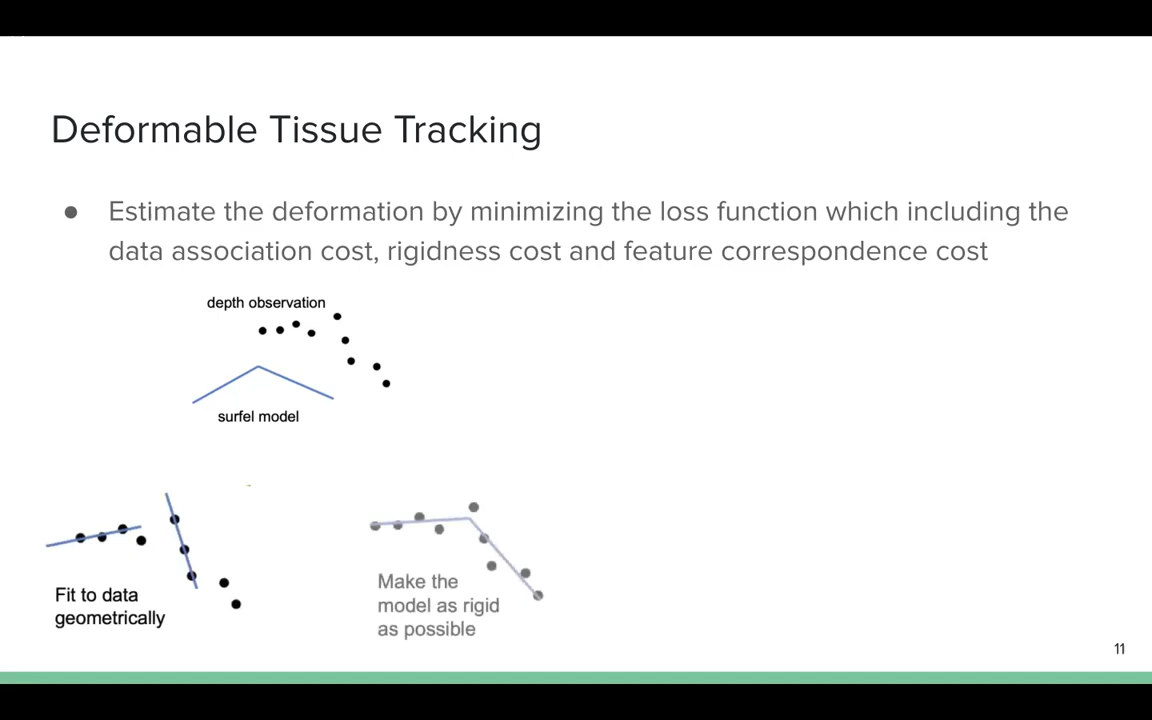 Deformable Tissue Tracking
● Estimate the deformation by minimizing the loss function which including the
data association cost, rigidness cost and feature correspondence cost
depth observation
surfel model
Fit to data
geometrically
Make the
model as rigid
as possible
11